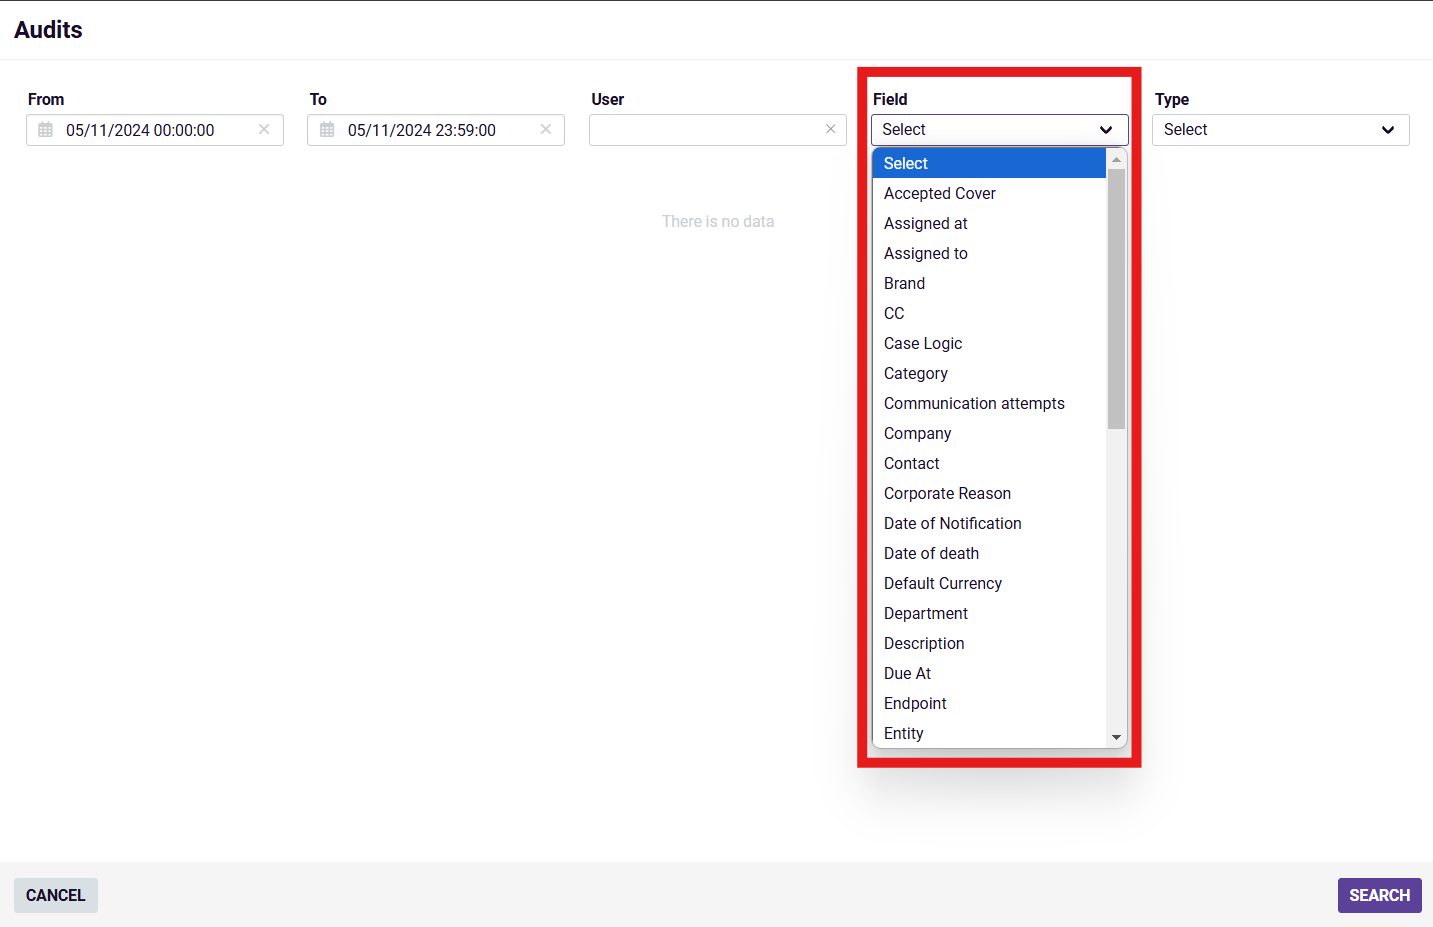 Audits
From
To
User
Field
Type
05/11/2024 00:00:00
05/11/2024 23:59:00
Select
Select
Select
Accepted Cover
There is no data
Assigned at
Assigned to
Brand
CC
Case Logic
Category
Communication attempts
Company
Contact
Corporate Reason
Date of Notification
Date of death
Default Currency
Department
Description
Due At
Endpoint
Entity
CANCEL
SEARCH